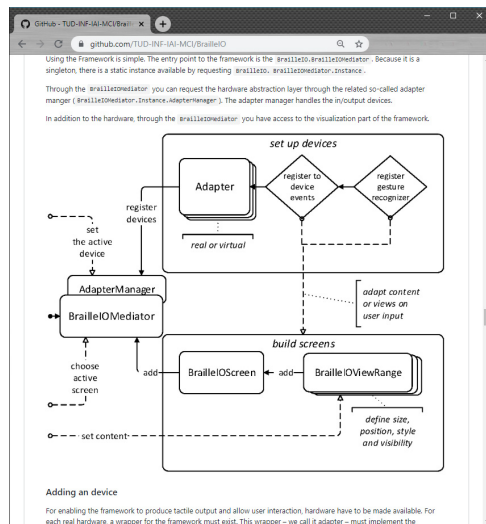 GitHub - TUD-INF-IAI-MCI/Braill
github.com/TUD-INF-IAI-MCI/BrailleIO
Using the Framework is simple. The entry point to the framework is the BrailleIO.BrailleIOMediator. Because it is a
singleton, there is a static instance available by requesting BrailleIO. BrailleIOMediator.Instance.
Through the BrailleIOMediator you can request the hardware abstraction layer through the related so-called adapter
manger (BrailleIOMediator.Instance.AdapterManager). The adapter manager handles the in/output devices.
In addition to the hardware, through the BrailleIOMediator you have access to the visualization part of the framework.
set up devices
Adapter
register to
device
events
register
gesture
recognizer
real or virtual
register
devices
set
the active
device
AdapterManager
BrailleIOMediator
adapt content
or views on
user input
build screens
choose
active
screen
add
BrailleIOScreen
add
BrailleIOViewRange
set content
define size,
position, style
and visibility
Adding an device
For enabling the framework to produce tactile output and allow user interaction, hardware have to be made available. For
each real hardware, a wrapper for the framework must exist. This wrapper – we call it adapter – must implement the